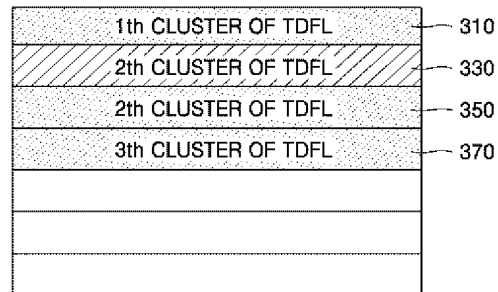 1th CLUSTER OF TDFL 310
2th CLUSTER OF TDFL 330
2th CLUSTER OF TDFL 350
3th CLUSTER OF TDFL 370